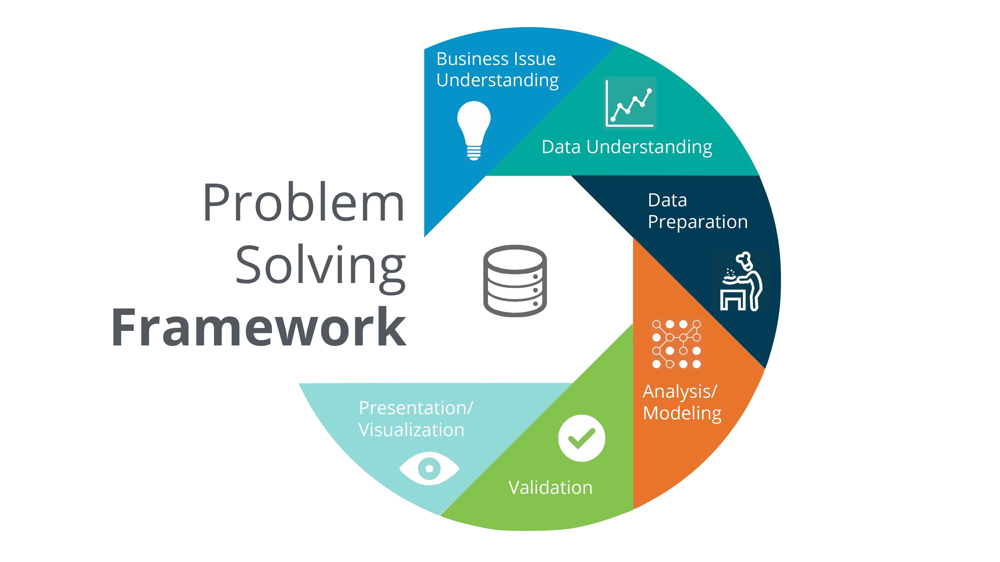 Problem
Solving
Framework
Business Issue
Understanding
Data Understanding
Data
Preparation
Analysis/
Modeling
Validation
Presentation/
Visualization